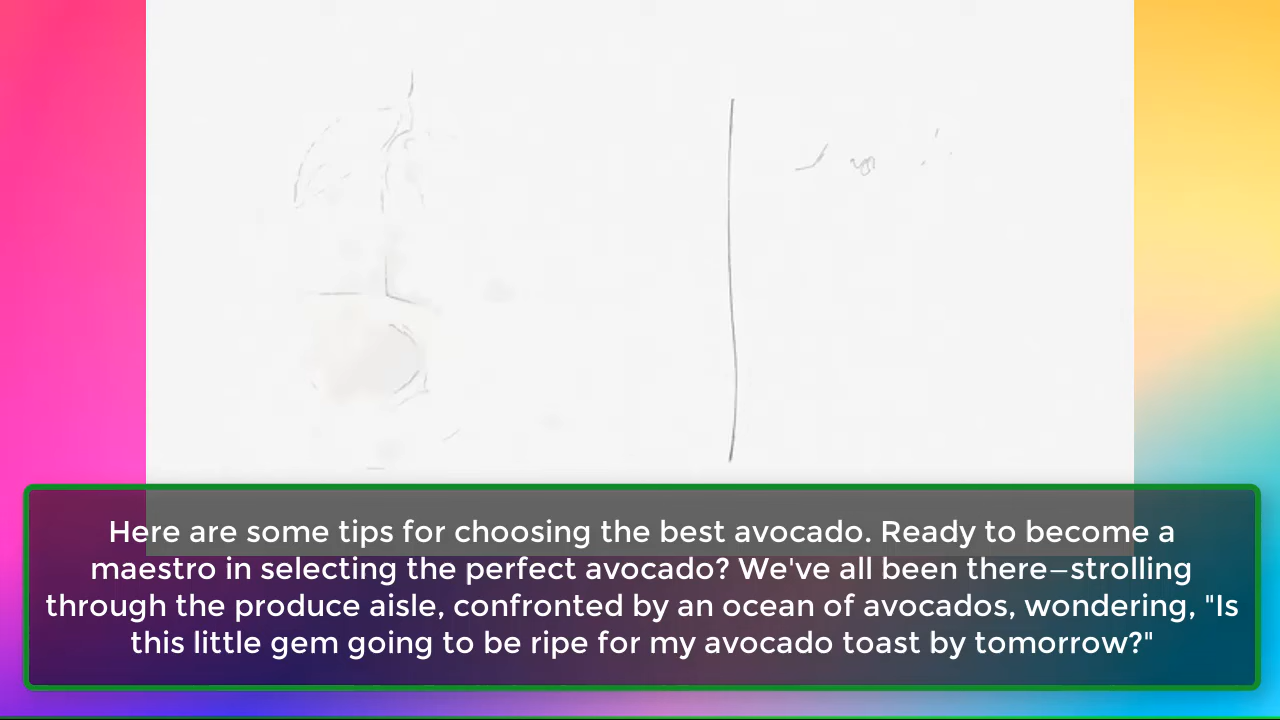 Here are some tips for choosing the best avocado. Ready to become a
maestro in selecting the perfect avocado? We've all been there—strolling
through the produce aisle, confronted by an ocean of avocados, wondering, "Is
this little gem going to be ripe for my avocado toast by tomorrow?"